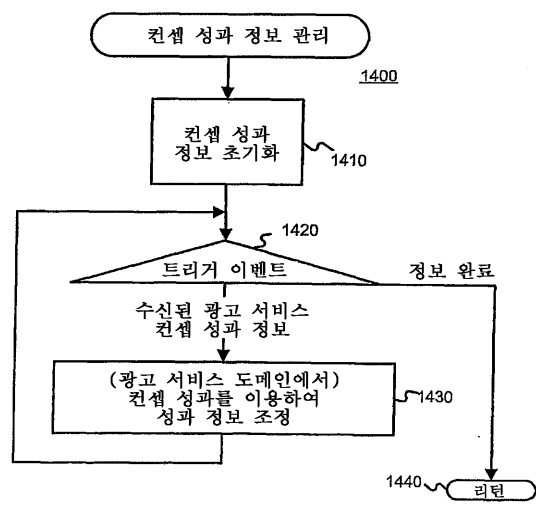 컨셉 성과 정보 관리
1400
컨셉 성과
정보 초기화
1410
1420
트리거 이벤트
정보 완료
수신된 광고 서비스
컨셉 성과 정보
(광고 서비스 도메인에서)
컨셉 성과를 이용하여
성과 정보 조정
1430
1440
리턴